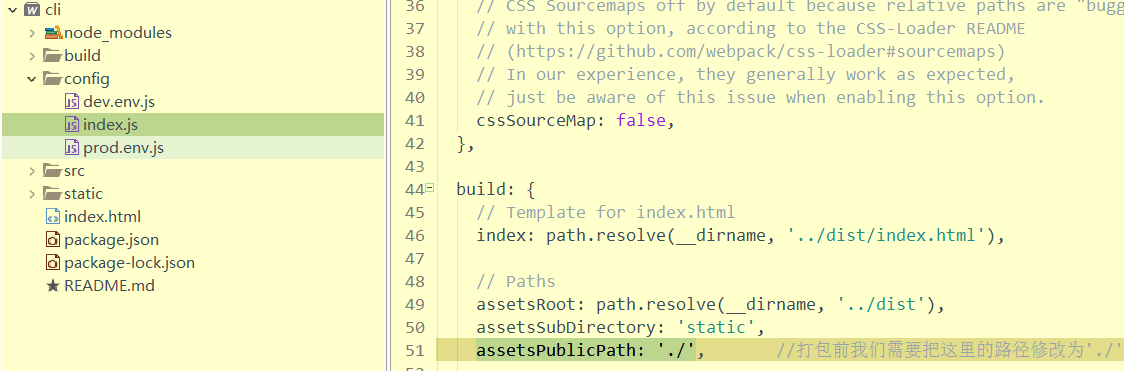 cli
node_modules
build
config
dev.env.js
index.js
prod.env.js
src
static
index.html
package.json
package-lock.json
README.md
36 // CSS Sourcemaps off by default because relative paths are "bugg
37 // with this option, according to the CSS-Loader README
38 // (https://github.com/webpack/css-loader#sourcemaps)
39 // In our experience, they generally work as expected,
40 // just be aware of this issue when enabling this option.
41 cssSourceMap: false,
42 },
43
44 build: {
45 // Template for index.html
46 index: path.resolve(__dirname, '../dist/index.html'),
47
48 // Paths
49 assetsRoot: path.resolve(__dirname, '../dist'),
50 assetsSubDirectory: 'static',
51 assetsPublicPath: './', //打包前我们需要把这里的路径修改为'./'